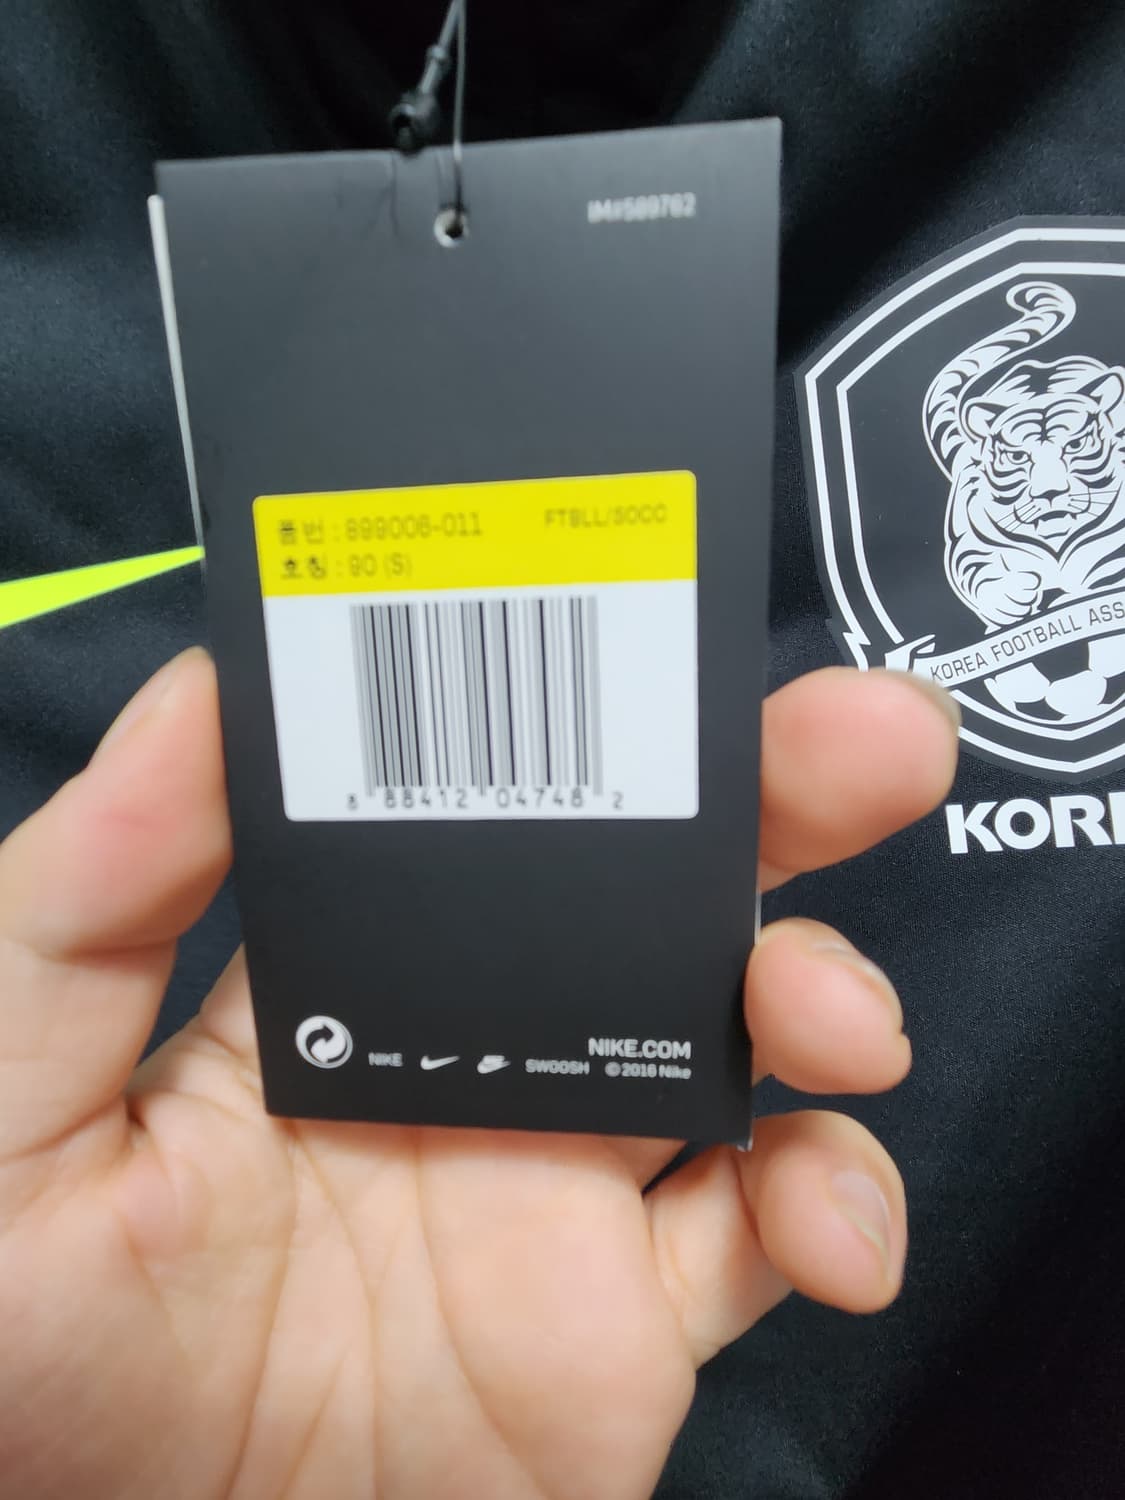 IM#589762
품번 : 899006-011
FTBLL/SOCC
호칭 : 90 (S)
8 88412 04748 2
NIKE.COM
NIKE
SWOOSH ©2016 Nike
KOREA FOOTBALL ASS
KOR